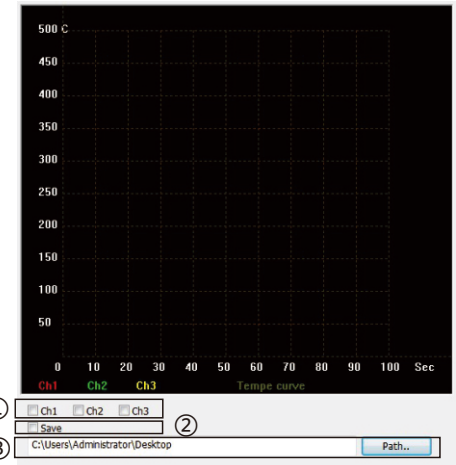 500 C
450
400
350
300
250
200
150
100
50
0 10 20 30 40 50 60 70 80 90 100 Sec
Ch1 Ch2 Ch3 Tempe curve
Ch1 Ch2 Ch3
Save ②
C:\Users\Administrator\Desktop Path..